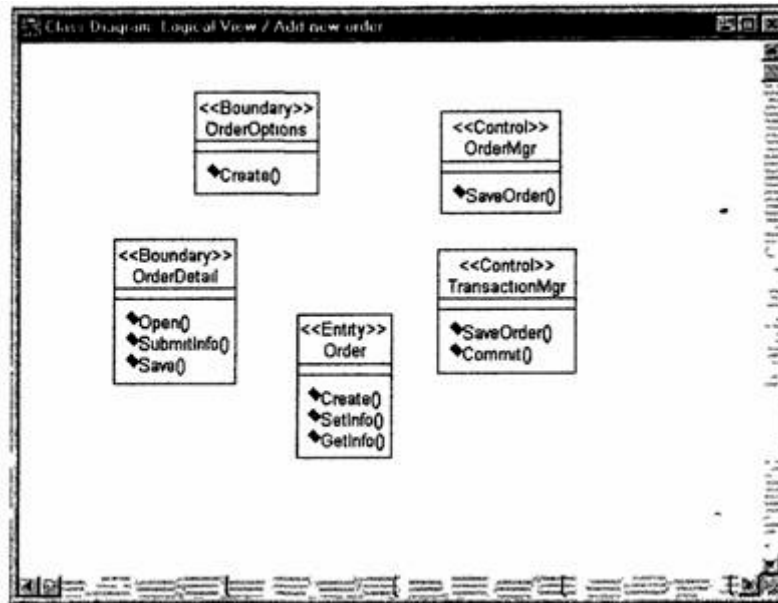 Class Diagram: Logical View / Add new order
<<Boundary>>
OrderOptions
Create()
<<Control>>
OrderMgr
SaveOrder()
<<Boundary>>
OrderDetail
Open()
SubmitInfo()
Save()
<<Control>>
TransactionMgr
SaveOrder()
Commit()
<<Entity>>
Order
Create()
SetInfo()
GetInfo()